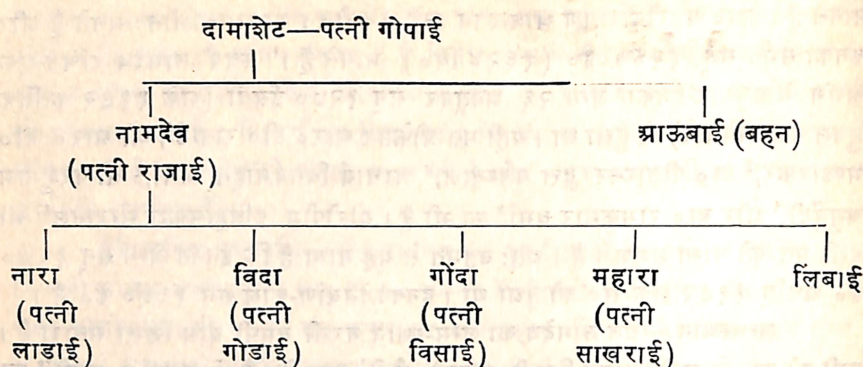 दामाशेट—पत्नी गोपाई
नामदेव
(पत्नी राजाई)
आऊबाई (बहन)
नारा
(पत्नी
लाडाई)
विदा
(पत्नी
गोडाई)
गोंदा
(पत्नी
विसाई)
महारा
(पत्नी
साखराई)
लिबाई